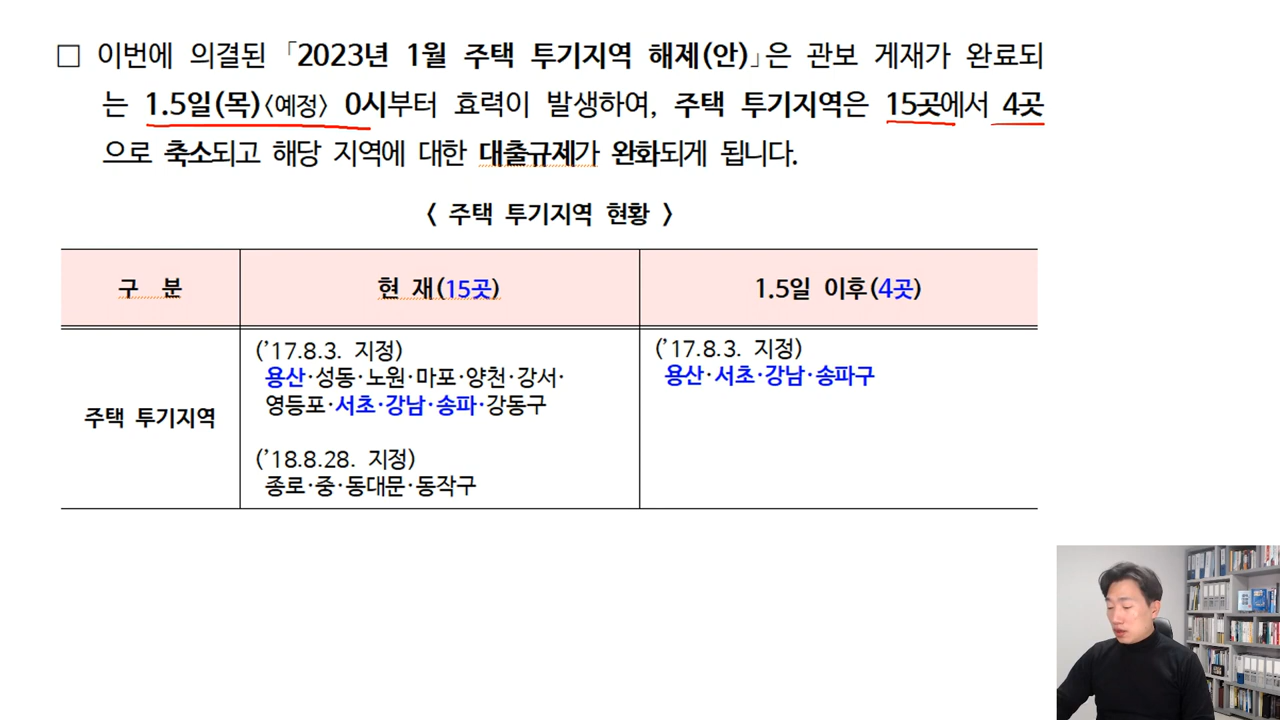 □ 이번에 의결된 「2023년 1월 주택 투기지역 해제(안)」은 관보 게재가 완료되
는 1.5일(목)<예정> 0시부터 효력이 발생하여, 주택 투기지역은 15곳에서 4곳
으로 축소되고 해당 지역에 대한 대출규제가 완화되게 됩니다.
< 주택 투기지역 현황 >
구 분 현 재(15곳) 1.5일 이후(4곳)
주택 투기지역
(’17.8.3. 지정)
용산·성동·노원·마포·양천·강서·
영등포·서초·강남·송파·강동구
(’18.8.28. 지정)
종로·중·동대문·동작구
(’17.8.3. 지정)
용산·서초·강남·송파구